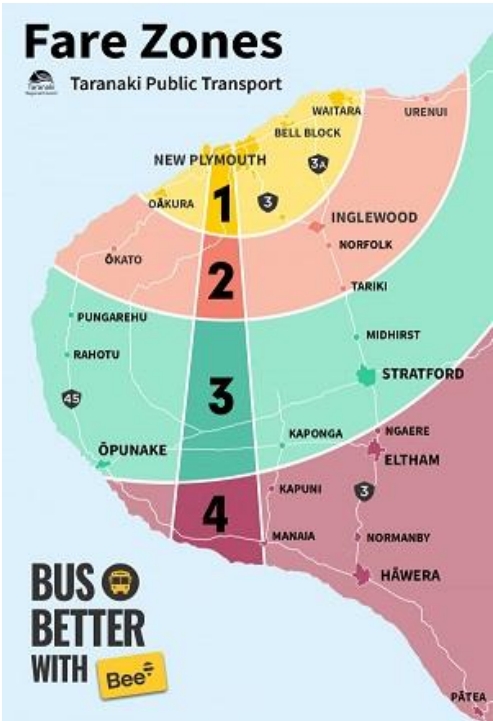 Fare Zones
Taranaki
Taranaki Public Transport
WAITARA
URENUI
BELL BLOCK
NEW PLYMOUTH
3A
OĀKURA
1
3
INGLEWOOD
NORFOLK
ŌKATO
2
TARIKI
PUNGAREHU
MIDHIRST
RAHOTU
STRATFORD
45
3
KAPONGA
NGAERE
ŌPUNAKE
ELTHAM
KAPUNI
3
4
MANAIA
NORMANBY
HĀWERA
BUS
BETTER
WITH Bee
PĀTEA